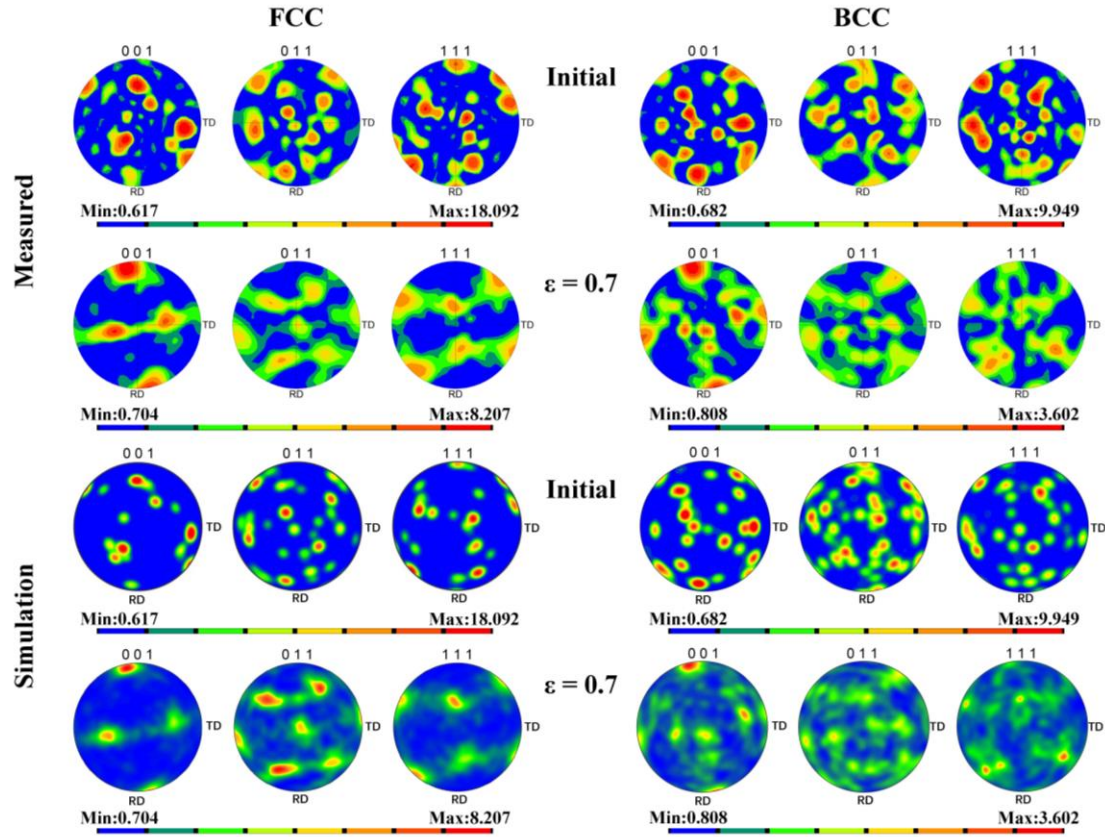 FCC BCC
0 0 1 0 1 1 1 1 1 Initial 0 0 1 0 1 1 1 1 1
TD TD TD TD TD TD
RD RD RD RD RD RD
Min:0.617 Max:18.092 Min:0.682 Max:9.949
Measured
0 0 1 0 1 1 1 1 1 ε = 0.7 0 0 1 0 1 1 1 1 1
TD TD TD TD TD TD
RD RD RD RD RD RD
Min:0.704 Max:8.207 Min:0.808 Max:3.602
0 0 1 0 1 1 1 1 1 Initial 0 0 1 0 1 1 1 1 1
TD TD TD TD TD TD
RD RD RD RD RD RD
Min:0.617 Max:18.092 Min:0.682 Max:9.949
Simulation
0 0 1 0 1 1 1 1 1 ε = 0.7 0 0 1 0 1 1 1 1 1
TD TD TD TD TD TD
RD RD RD RD RD RD
Min:0.704 Max:8.207 Min:0.808 Max:3.602